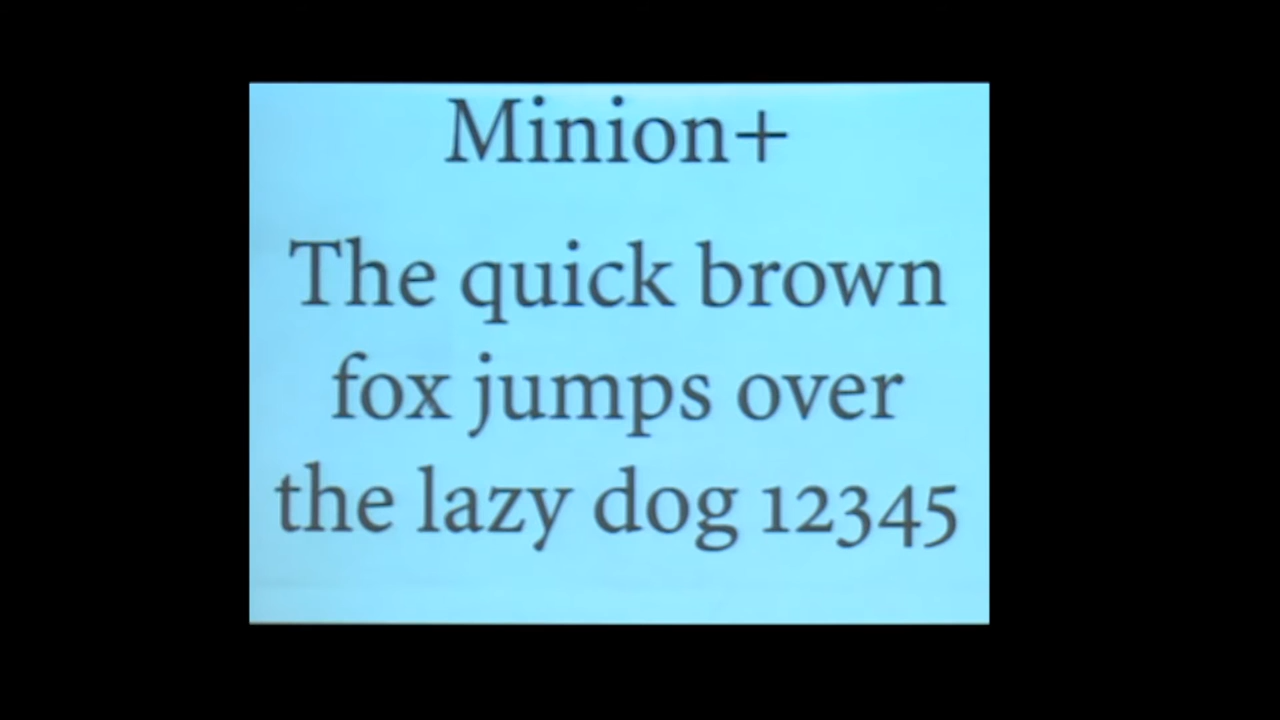 Minion+
The quick brown
fox jumps over
the lazy dog 12345